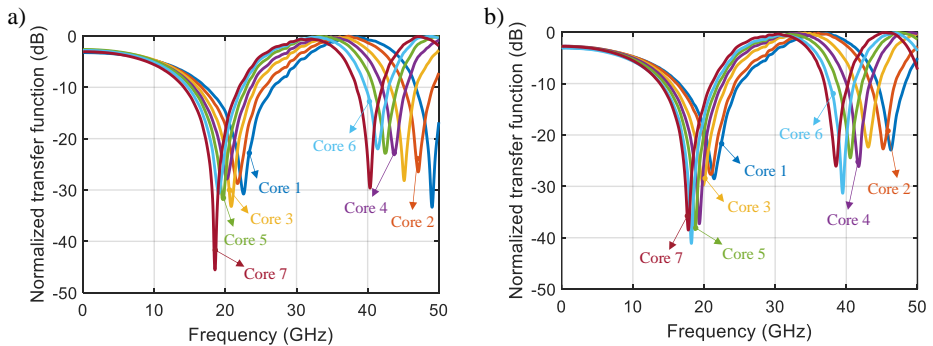 a)
Normalized transfer function (dB)
0
-10
-20
-30
-40
-50
0
10
20
30
40
50
Frequency (GHz)
Core 1
Core 3
Core 5
Core 7
Core 6
Core 4
Core 2
b)
Normalized transfer function (dB)
0
-10
-20
-30
-40
-50
0
10
20
30
40
50
Frequency (GHz)
Core 1
Core 3
Core 5
Core 7
Core 6
Core 4
Core 2